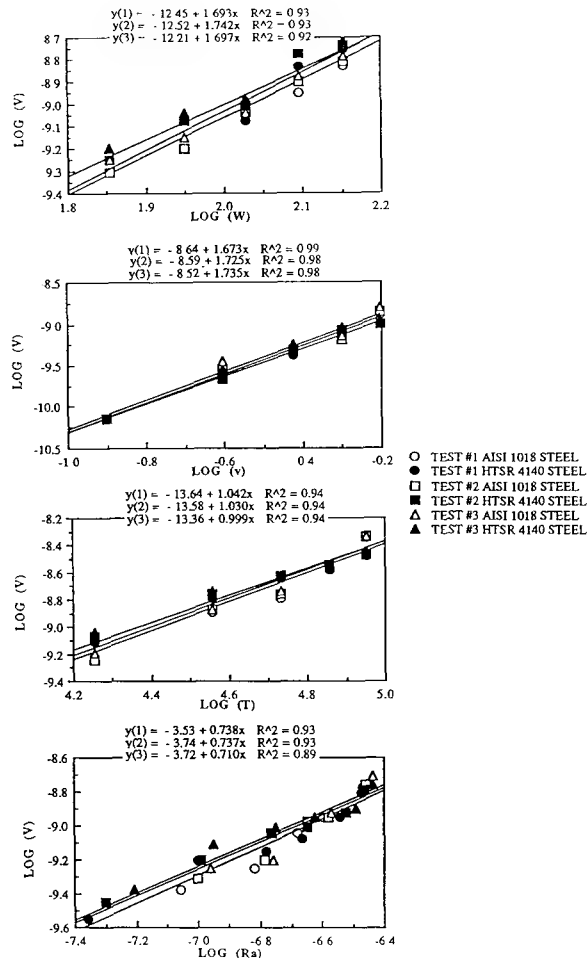 y(1) = - 12 45 + 1 693x R^2 = 0.93
y(2) = - 12.52 + 1.742x R^2 = 0.93
y(3) = - 12 21 + 1.697x R^2 = 0.92
8 7
-8 8
-8 9
-9.0
-9.1
-9.2
9.3
-9.4
1.8
1.9
2.0
2.1
2.2
LOG (V)
LOG (W)
y(1) = - 8 64 + 1.673x R^2 = 0.99
y(2) = - 8.59 + 1.725x R^2 = 0.98
y(3) = - 8 52 + 1.735x R^2 = 0.98
-8.5
-9.0
-9.5
-10.0
-10.5
-1 0
-0.8
-0.6
-0.4
-0.2
LOG (V)
LOG (v)
TEST #1 AISI 1018 STEEL
TEST #1 HTSR 4140 STEEL
TEST #2 AISI 1018 STEEL
TEST #2 HTSR 4140 STEEL
TEST #3 AISI 1018 STEEL
TEST #3 HTSR 4140 STEEL
y(1) = - 13.64 + 1.042x R^2 = 0.94
y(2) = - 13.58 + 1.030x R^2 = 0.94
y(3) = - 13.36 + 0.999x R^2 = 0.94
-8.2
-8.4
-8.6
-8.8
-9.0
-9.2
-9.4
4.2
4.4
4.6
4.8
5.0
LOG (V)
LOG (T)
y(1) = - 3.53 + 0.738x R^2 = 0.93
y(2) = - 3.74 + 0.737x R^2 = 0.93
y(3) = - 3.72 + 0.710x R^2 = 0.89
-8.6
-8.8
-9.0
-9.2
-9.4
-9.6
-7.4
-7.2
-7.0
-6 8
-6 6
-6 4
LOG (V)
LOG (Ra)